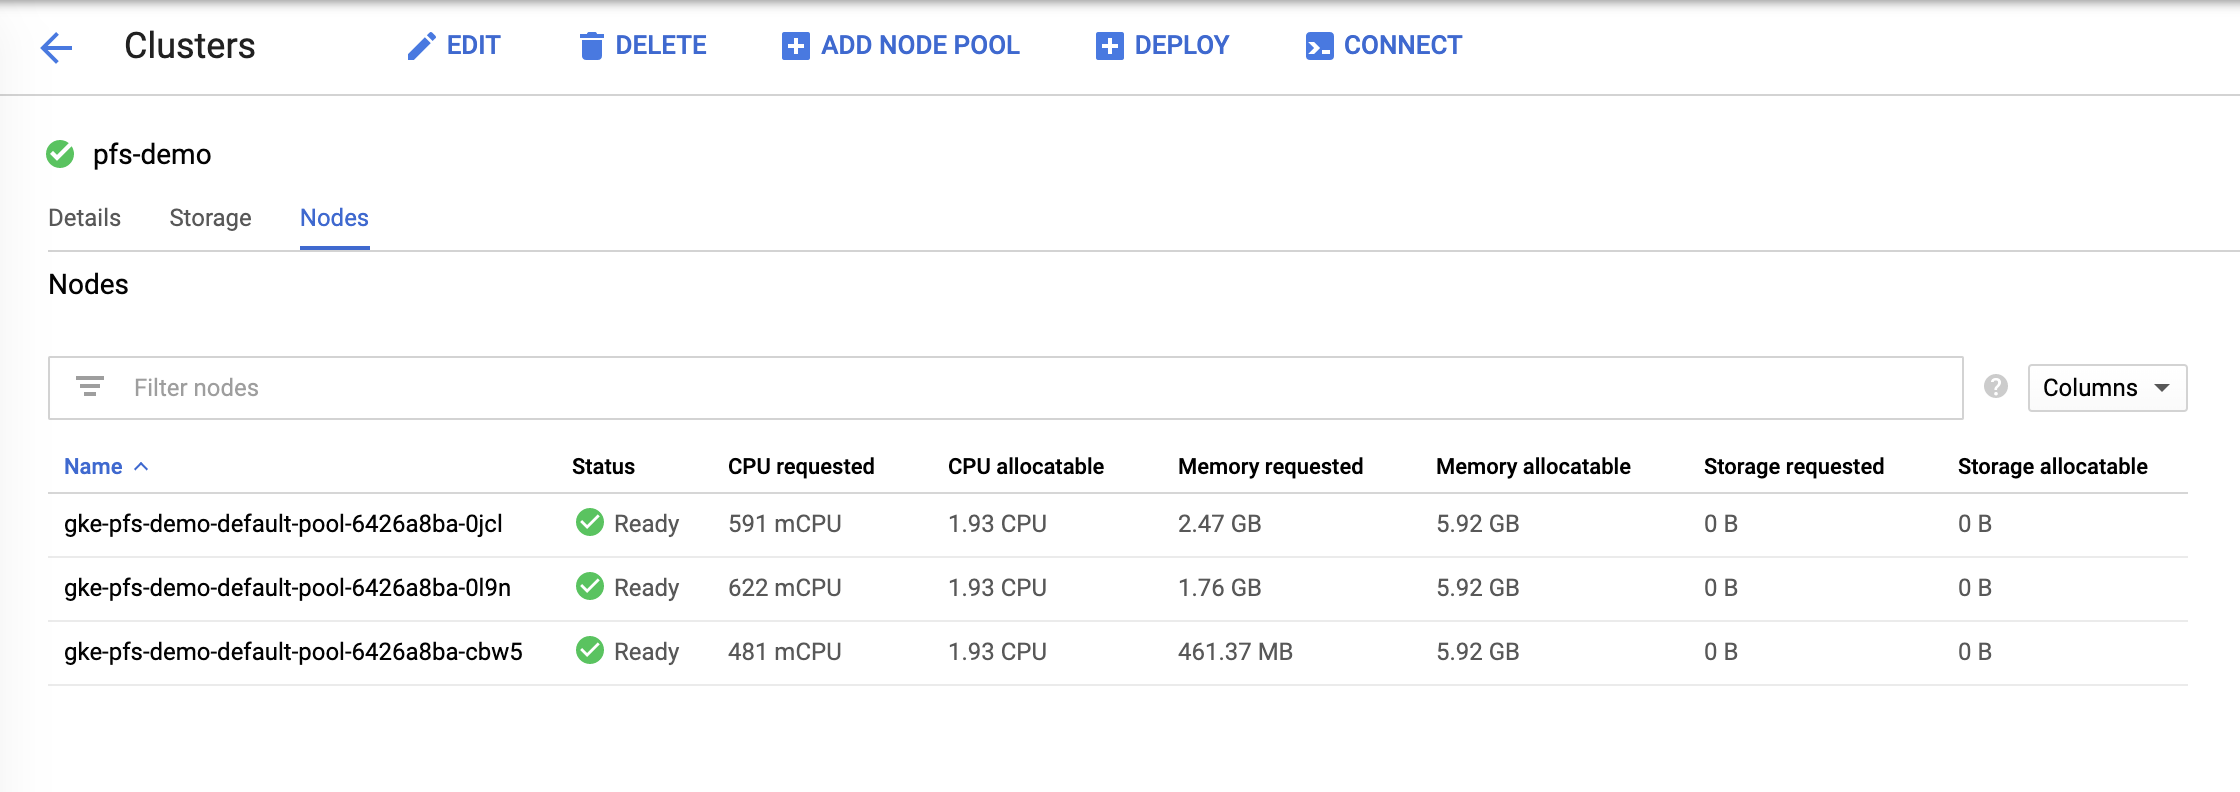 Clusters EDIT DELETE ADD NODE POOL DEPLOY CONNECT
pfs-demo
Details Storage Nodes
Nodes
Filter nodes ? Columns
Name Status CPU requested CPU allocatable Memory requested Memory allocatable Storage requested Storage allocatable
gke-pfs-demo-default-pool-6426a8ba-0jcl Ready 591 mCPU 1.93 CPU 2.47 GB 5.92 GB 0 B 0 B
gke-pfs-demo-default-pool-6426a8ba-0l9n Ready 622 mCPU 1.93 CPU 1.76 GB 5.92 GB 0 B 0 B
gke-pfs-demo-default-pool-6426a8ba-cbw5 Ready 481 mCPU 1.93 CPU 461.37 MB 5.92 GB 0 B 0 B